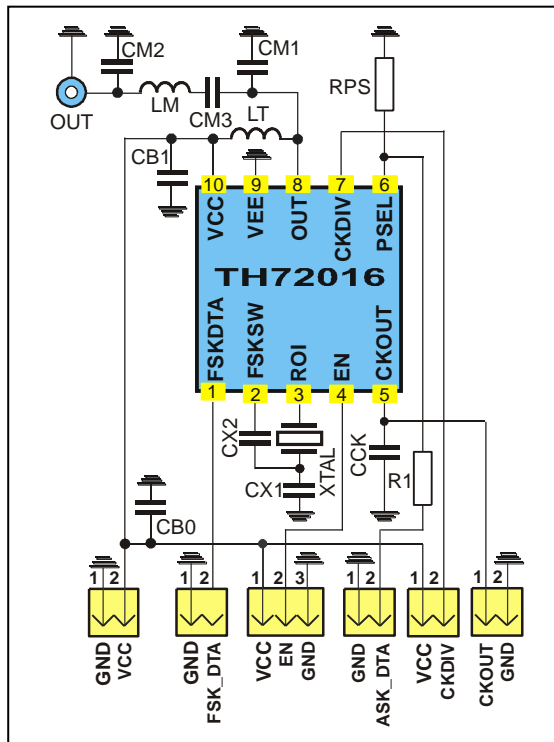 CM2
CM1
RPS
OUT
LM
CM3
LT
CB1
10 9 8 7 6
VCC VEE OUT CKDIV PSEL
TH72016
FSKDTA FSKSW ROI EN CKOUT
1 2 3 4 5
CX2
XTAL
CX1
CCK
R1
CB0
1 2 1 2 1 2 3 1 2 1 2 1 2
GND VCC GND FSK_DTA VCC EN GND GND ASK_DTA VCC CKDIV CKOUT GND